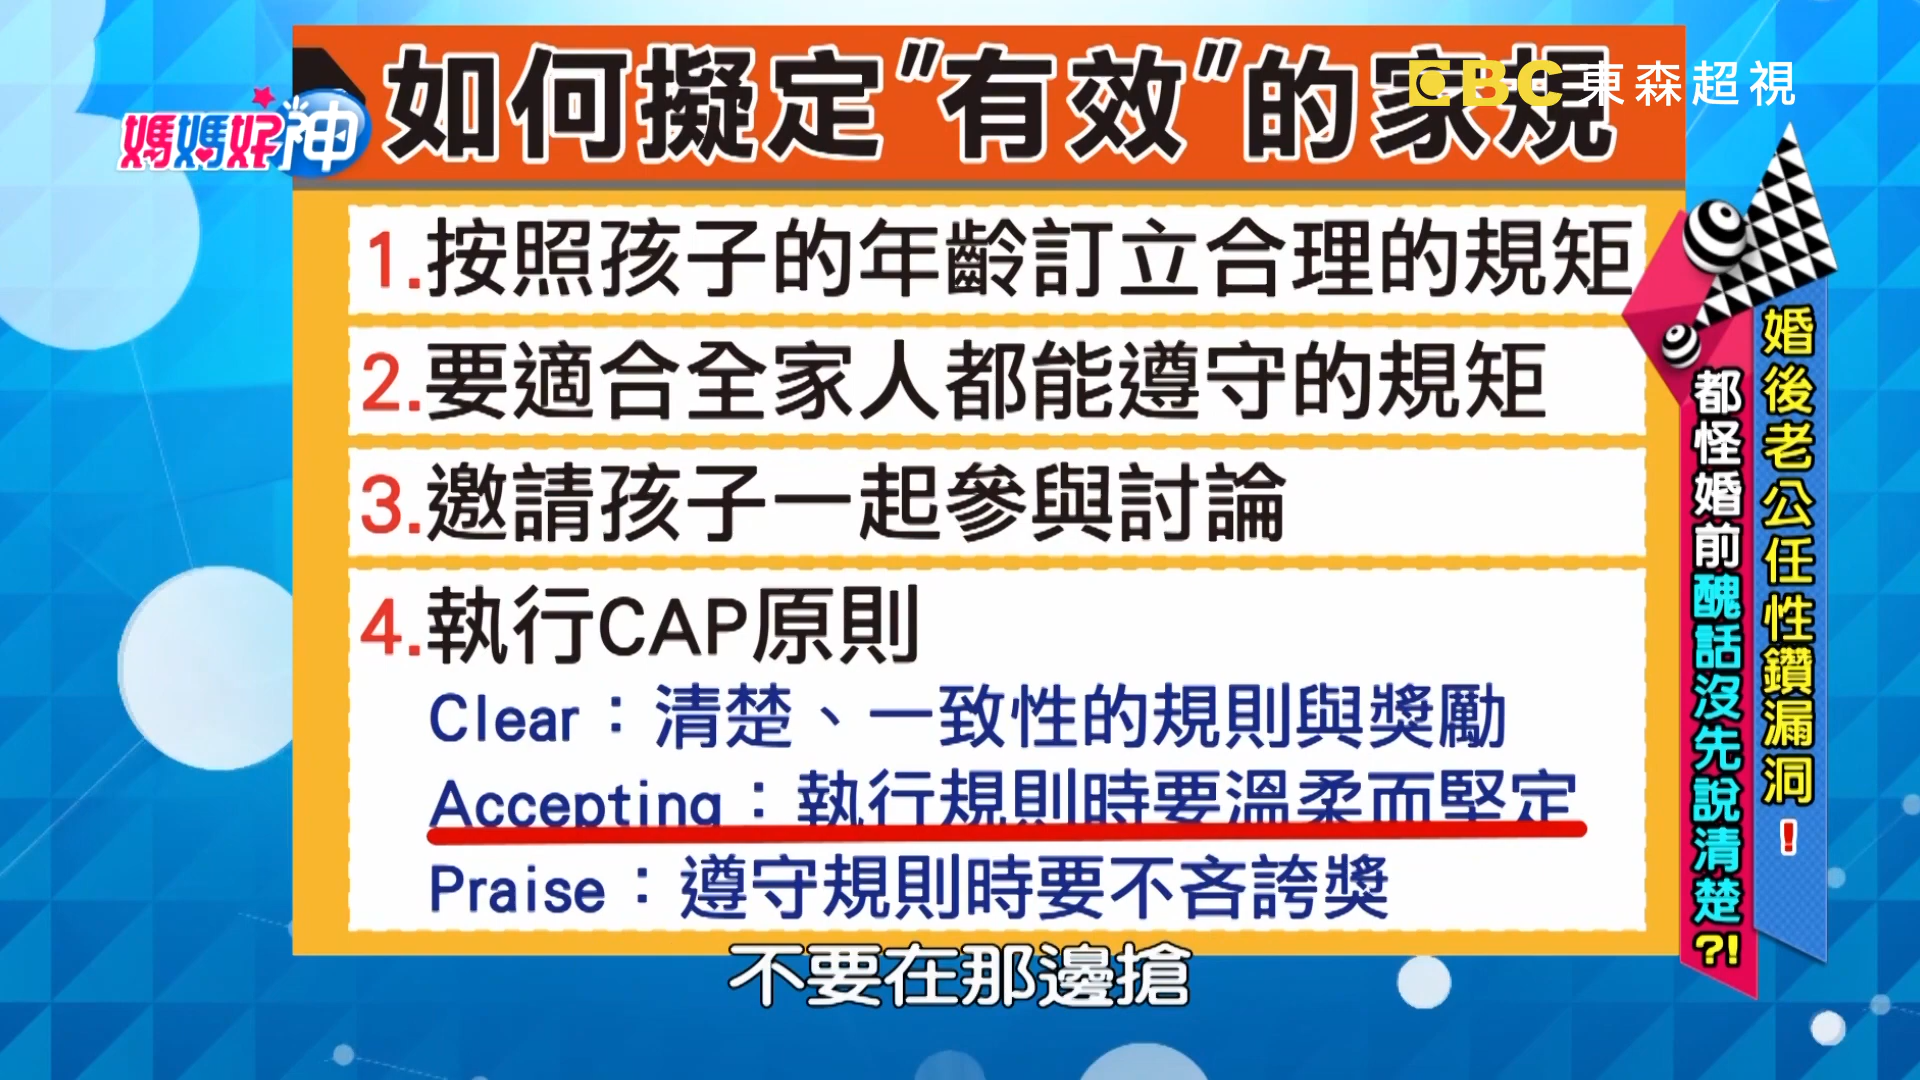 如何擬定"有效"的家規
EBC 東森超視
媽媽好神
1.按照孩子的年齡訂立合理的規矩
2.要適合全家人都能遵守的規矩
3.邀請孩子一起參與討論
4.執行CAP原則
Clear：清楚、一致性的規則與獎勵
Accepting：執行規則時要溫柔而堅定
Praise：遵守規則時要不吝誇獎
婚後老公任性鑽漏洞！
都怪婚前醜話沒先說清楚?!
不要在那邊搶